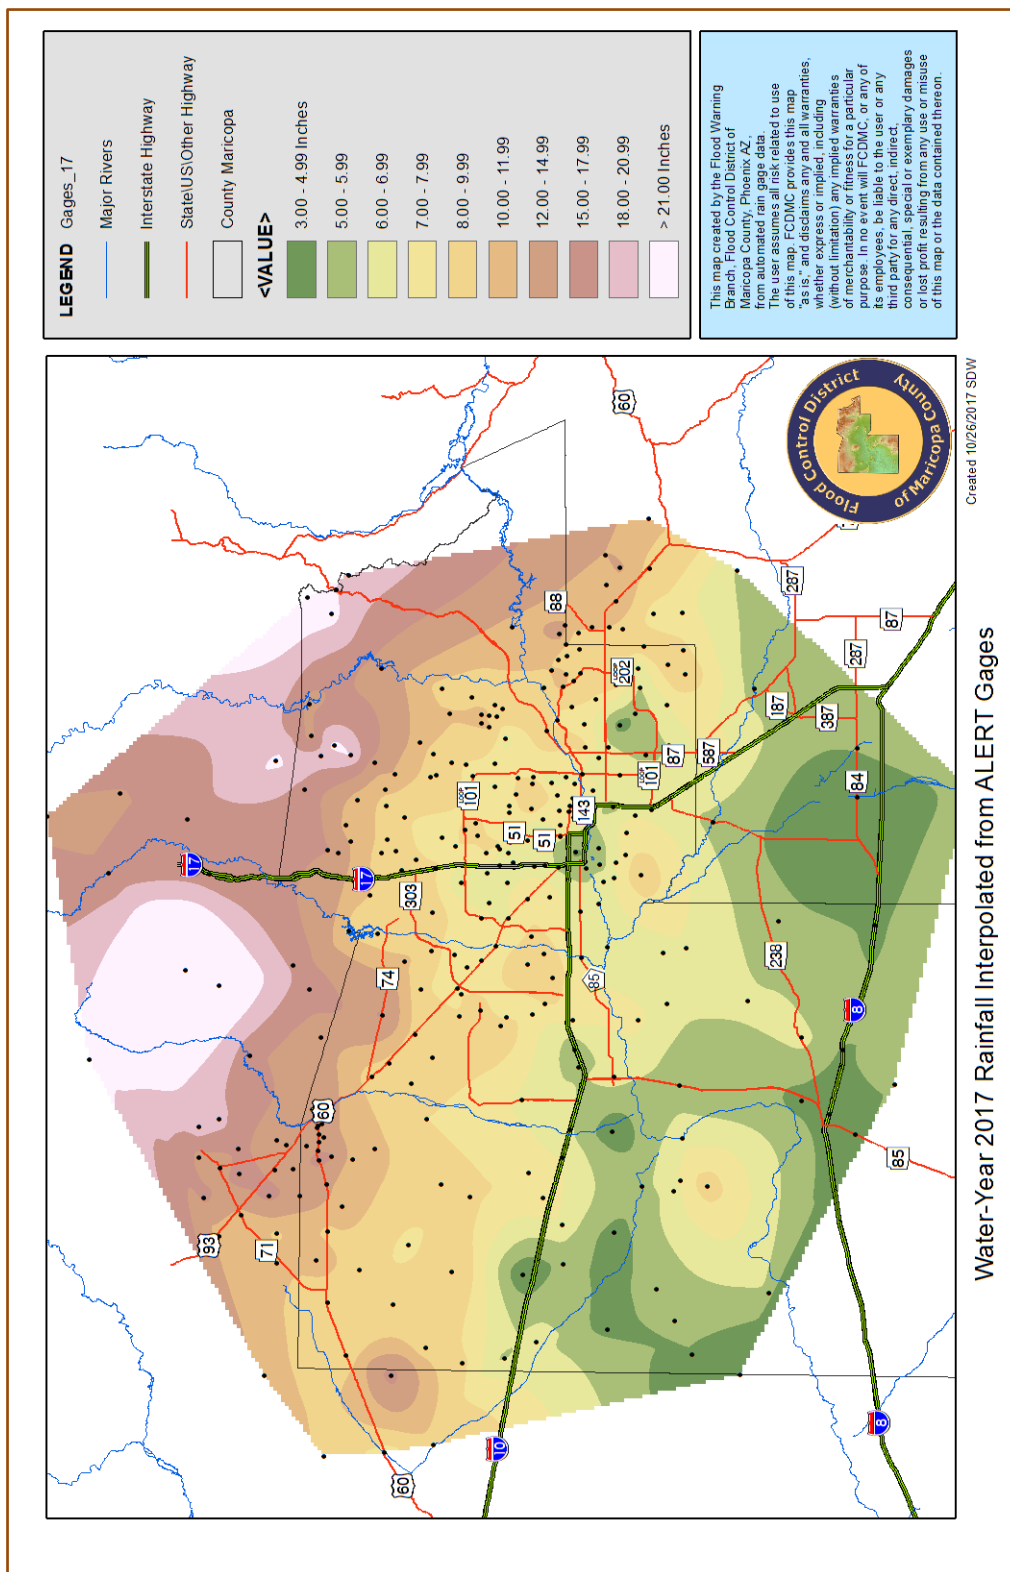 LEGEND Gages_17
Major Rivers
Interstate Highway
State\US\Other Highway
County Maricopa
<VALUE>
3.00 - 4.99 Inches
5.00 - 5.99
6.00 - 6.99
7.00 - 7.99
8.00 - 9.99
10.00 - 11.99
12.00 - 14.99
15.00 - 17.99
18.00 - 20.99
> 21.00 Inches
This map created by the Flood Warning
Branch, Flood Control District of
Maricopa County, Phoenix AZ,
from automated rain gage data.
The user assumes all risk related to use
of this map. FCDMC provides this map
"as is," and disclaims any and all warranties,
whether express or implied, including
(without limitation) any implied warranties
of merchantability or fitness for a particular
purpose. In no event will FCDMC, or any of
its employees, be liable to the user or any
third party for any direct, indirect,
consequential, special or exemplary damages
or lost profit resulting from any use or misuse
of this map or the data contained thereon.
17
17
93
71
60
60
74
303
LOOP
101
51
51
143
88
60
LOOP
202
LOOP
101
87
587
187
387
287
287
87
84
85
238
8
85
8
10
Flood Control District
of Maricopa County
Created 10/26/2017 SDW
Water-Year 2017 Rainfall Interpolated from ALERT Gages